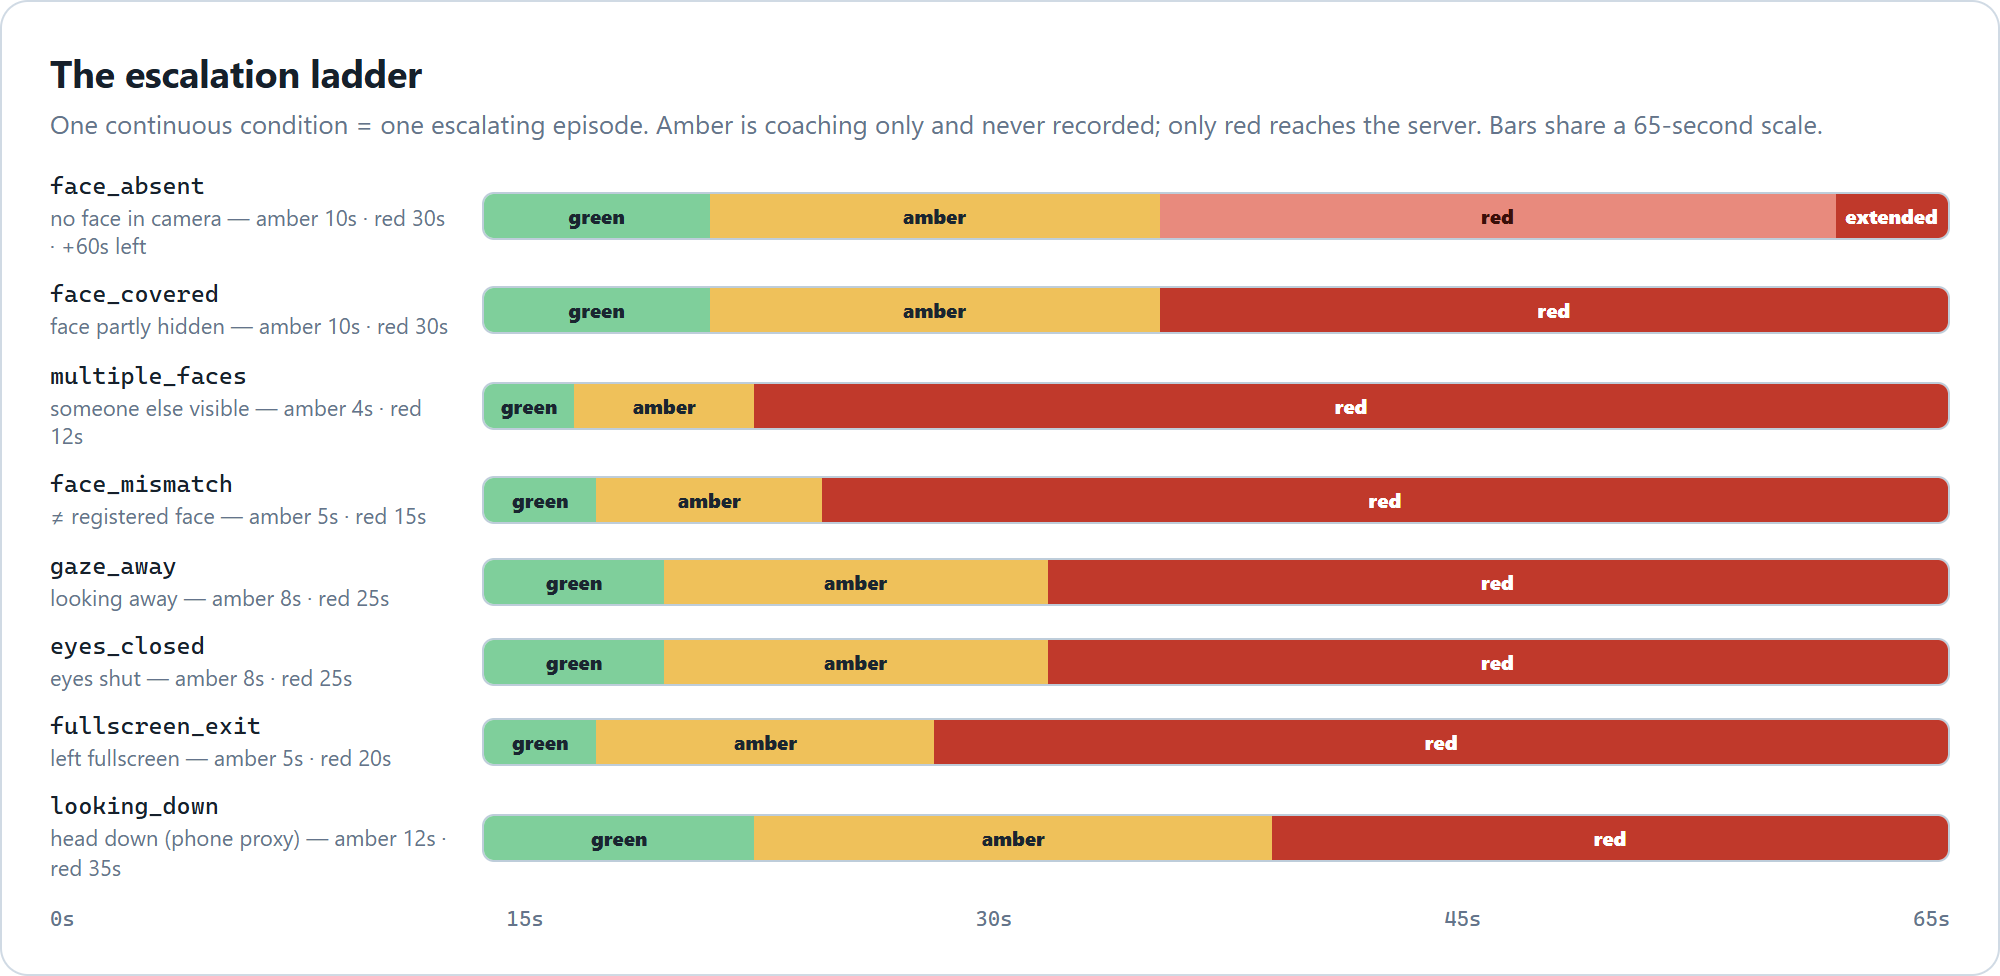 The escalation ladder
One continuous condition = one escalating episode. Amber is coaching only and never recorded; only red reaches the server. Bars share a 65-second scale.
face_absent
no face in camera — amber 10s · red 30s
· +60s left
green amber red extended
face_covered
face partly hidden — amber 10s · red 30s
green amber red
multiple_faces
someone else visible — amber 4s · red
12s
green amber red
face_mismatch
≠ registered face — amber 5s · red 15s
green amber red
gaze_away
looking away — amber 8s · red 25s
green amber red
eyes_closed
eyes shut — amber 8s · red 25s
green amber red
fullscreen_exit
left fullscreen — amber 5s · red 20s
green amber red
looking_down
head down (phone proxy) — amber 12s ·
red 35s
green amber red
0s 15s 30s 45s 65s